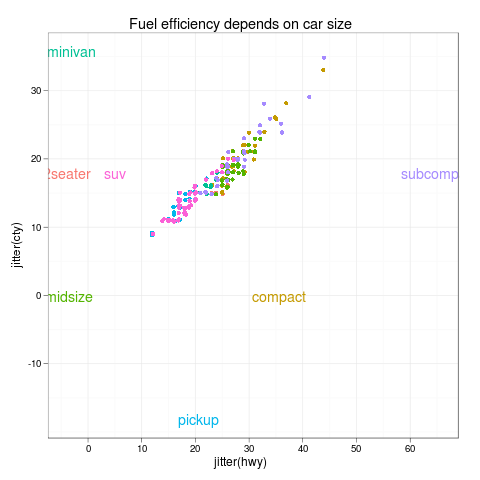 Fuel efficiency depends on car size
minivan
30
20
2seater
suv
subcomp
10
jitter(cty)
0
midsize
compact
-10
pickup
0
10
20
30
40
50
60
jitter(hwy)